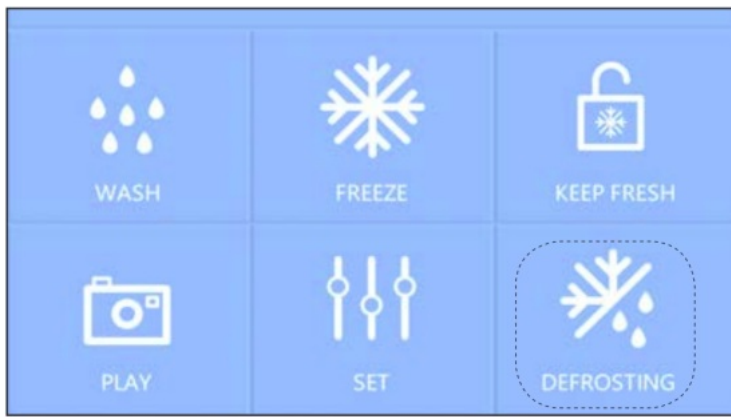 WASH
FREEZE
KEEP FRESH
PLAY
SET
DEFROSTING